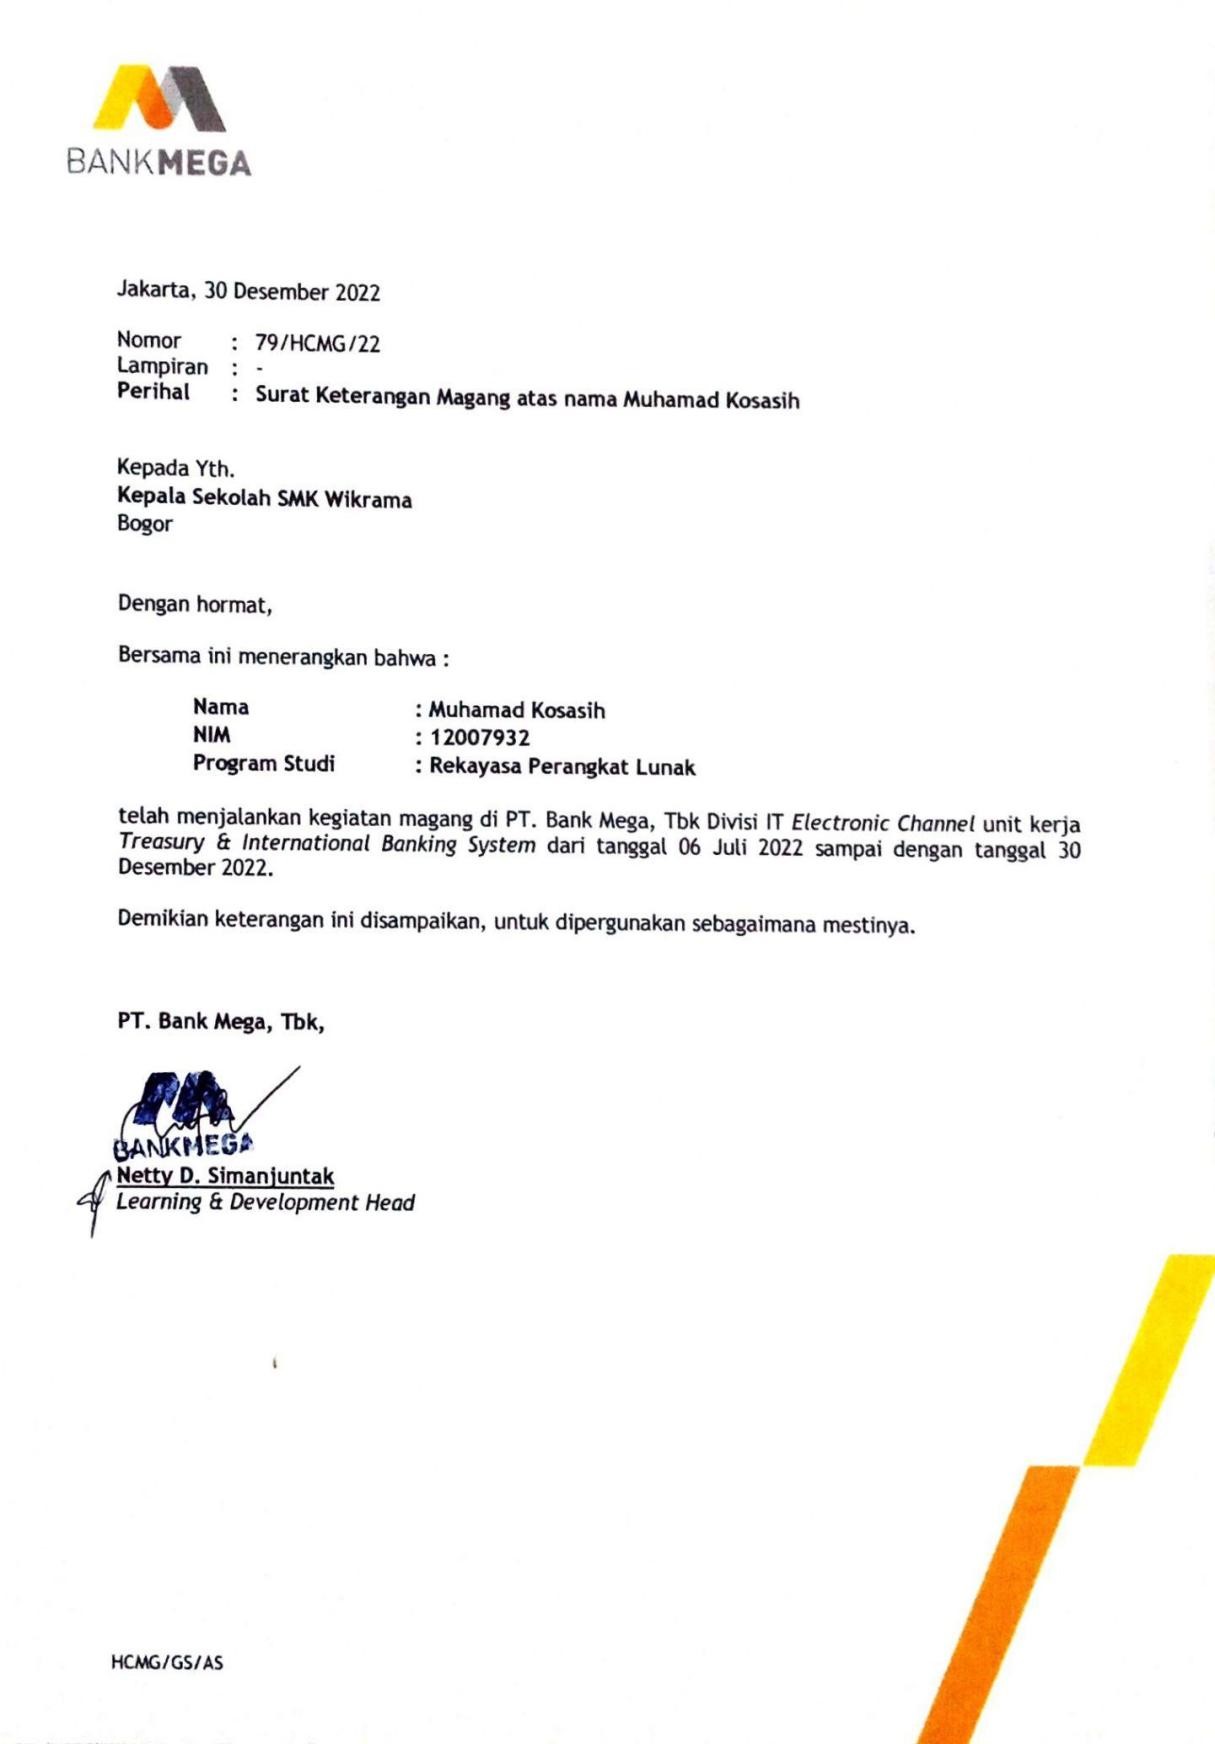 BANKMEGA
Jakarta, 30 Desember 2022
Nomor : 79/HCMG/22
Lampiran : -
Perihal : Surat Keterangan Magang atas nama Muhamad Kosasih
Kepada Yth.
Kepala Sekolah SMK Wikrama
Bogor
Dengan hormat,
Bersama ini menerangkan bahwa :
Nama : Muhamad Kosasih
NIM : 12007932
Program Studi : Rekayasa Perangkat Lunak
telah menjalankan kegiatan magang di PT. Bank Mega, Tbk Divisi IT Electronic Channel unit kerja
Treasury & International Banking System dari tanggal 06 Juli 2022 sampai dengan tanggal 30
Desember 2022.
Demikian keterangan ini disampaikan, untuk dipergunakan sebagaimana mestinya.
PT. Bank Mega, Tbk,
BANKMEGA
Netty D. Simanjuntak
Learning & Development Head
HCMG/GS/AS